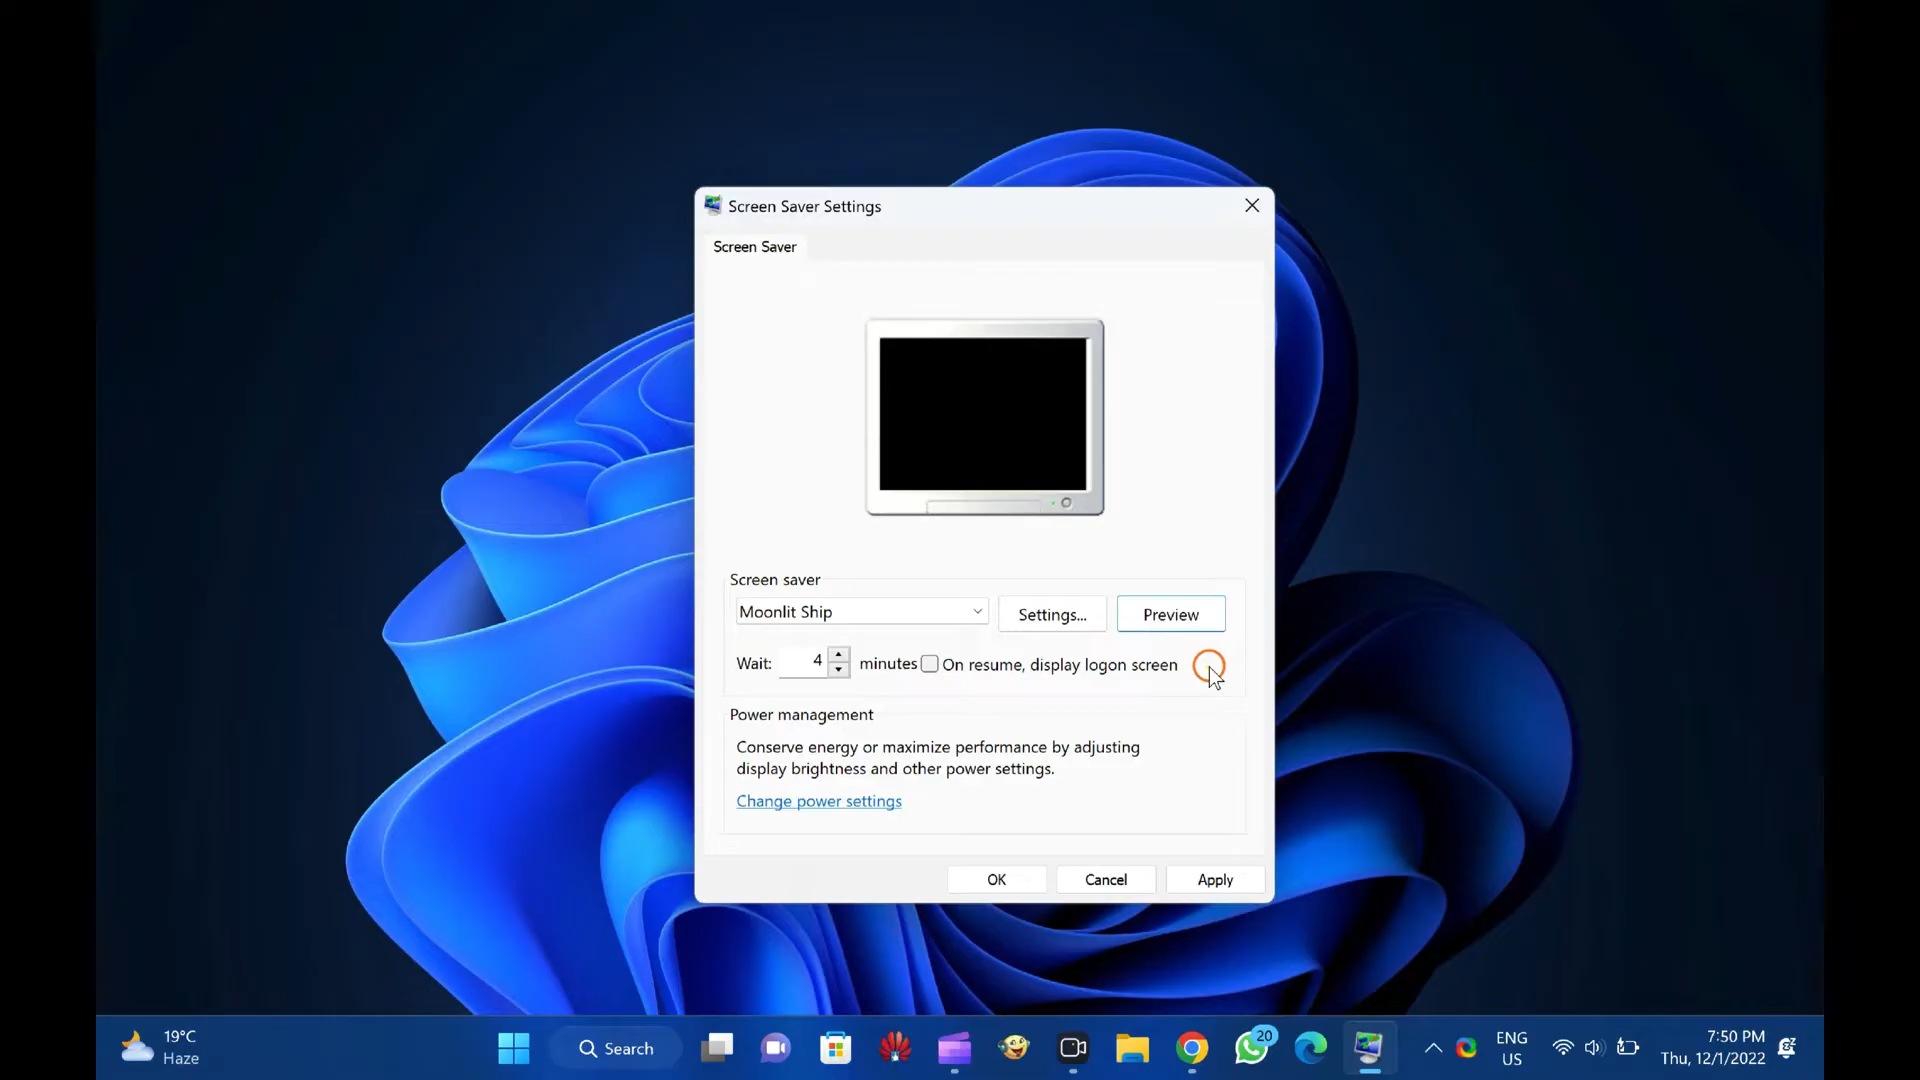 Screen Saver Settings
Screen Saver
Screen saver
Moonlit Ship
Settings...
Preview
Wait: 4 minutes On resume, display logon screen
Power management
Conserve energy or maximize performance by adjusting
display brightness and other power settings.
Change power settings
OK
Cancel
Apply
19°C
Haze
Search
20
ENG
US
7:50 PM
Thu, 12/1/2022